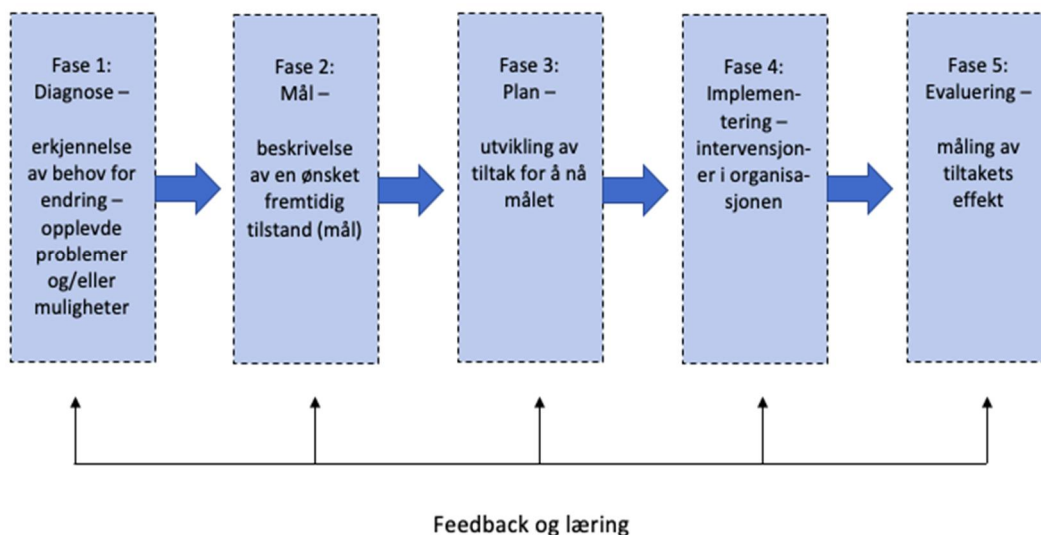 Fase 1:
Diagnose –
erkjennelse
av behov for
endring –
opplevde
problemer
og/eller
muligheter
Fase 2:
Mål –
beskrivelse
av en ønsket
fremtidig
tilstand (mål)
Fase 3:
Plan –
utvikling av
tiltak for å nå
målet
Fase 4:
Implemen-
tering –
intervensjon-
er i organisa-
sjonen
Fase 5:
Evaluering –
måling av
tiltakets
effekt
Feedback og læring